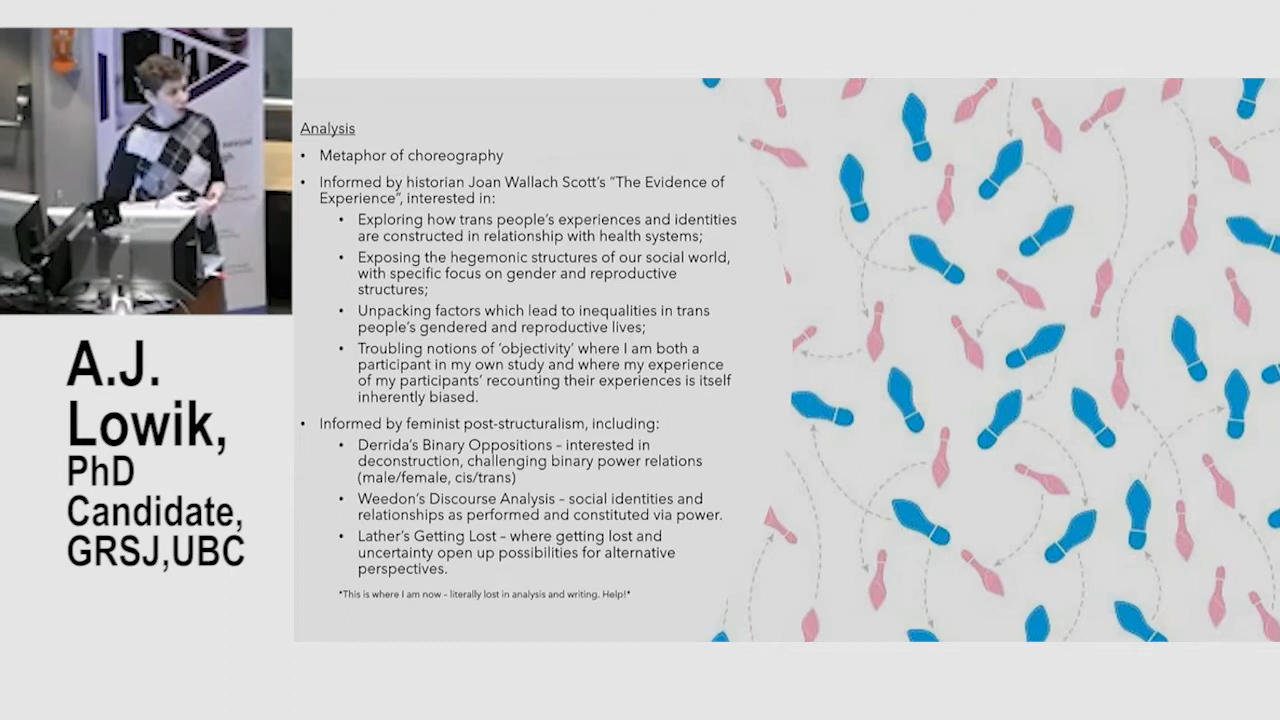 A.J.
Lowik,
PhD
Candidate,
GRSJ,UBC
Analysis
• Metaphor of choreography
• Informed by historian Joan Wallach Scott's "The Evidence of
Experience", interested in:
• Exploring how trans people's experiences and identities
are constructed in relationship with health systems;
• Exposing the hegemonic structures of our social world,
with specific focus on gender and reproductive
structures;
• Unpacking factors which lead to inequalities in trans
people's gendered and reproductive lives;
• Troubling notions of 'objectivity' where I am both a
participant in my own study and where my experience
of my participants' recounting their experiences is itself
inherently biased.
• Informed by feminist post-structuralism, including:
• Derrida's Binary Oppositions – interested in
deconstruction, challenging binary power relations
(male/female, cis/trans)
• Weedon's Discourse Analysis – social identities and
relationships as performed and constituted via power.
• Lather's Getting Lost – where getting lost and
uncertainty open up possibilities for alternative
perspectives.
*This is where I am now – literally lost in analysis and writing. Help!*